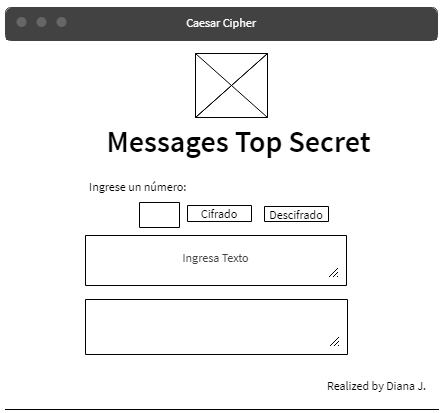 Caesar Cipher
Messages Top Secret
Ingrese un número:
Cifrado Descifrado
Ingresa Texto
Realized by Diana J.